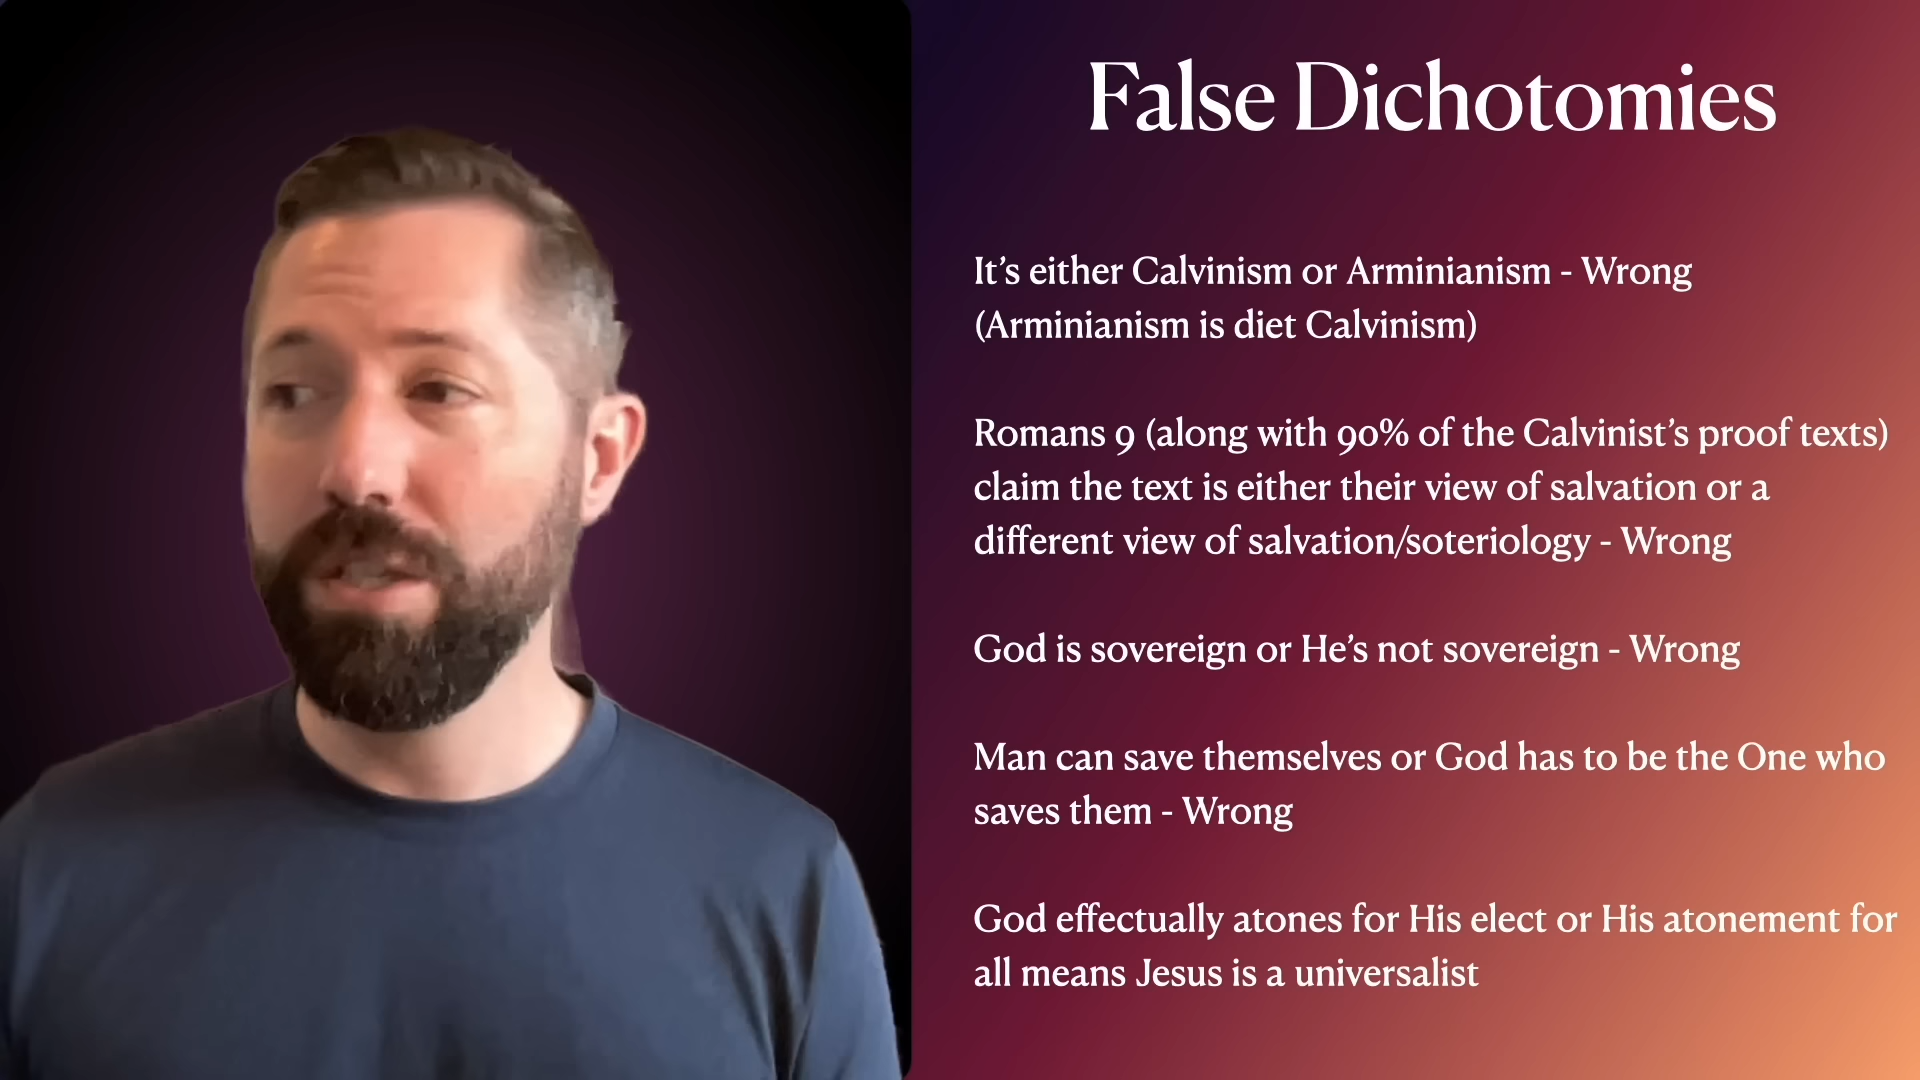 False Dichotomies
It’s either Calvinism or Arminianism - Wrong
(Arminianism is diet Calvinism)
Romans 9 (along with 90% of the Calvinist’s proof texts)
claim the text is either their view of salvation or a
different view of salvation/soteriology - Wrong
God is sovereign or He’s not sovereign - Wrong
Man can save themselves or God has to be the One who
saves them - Wrong
God effectually atones for His elect or His atonement for
all means Jesus is a universalist